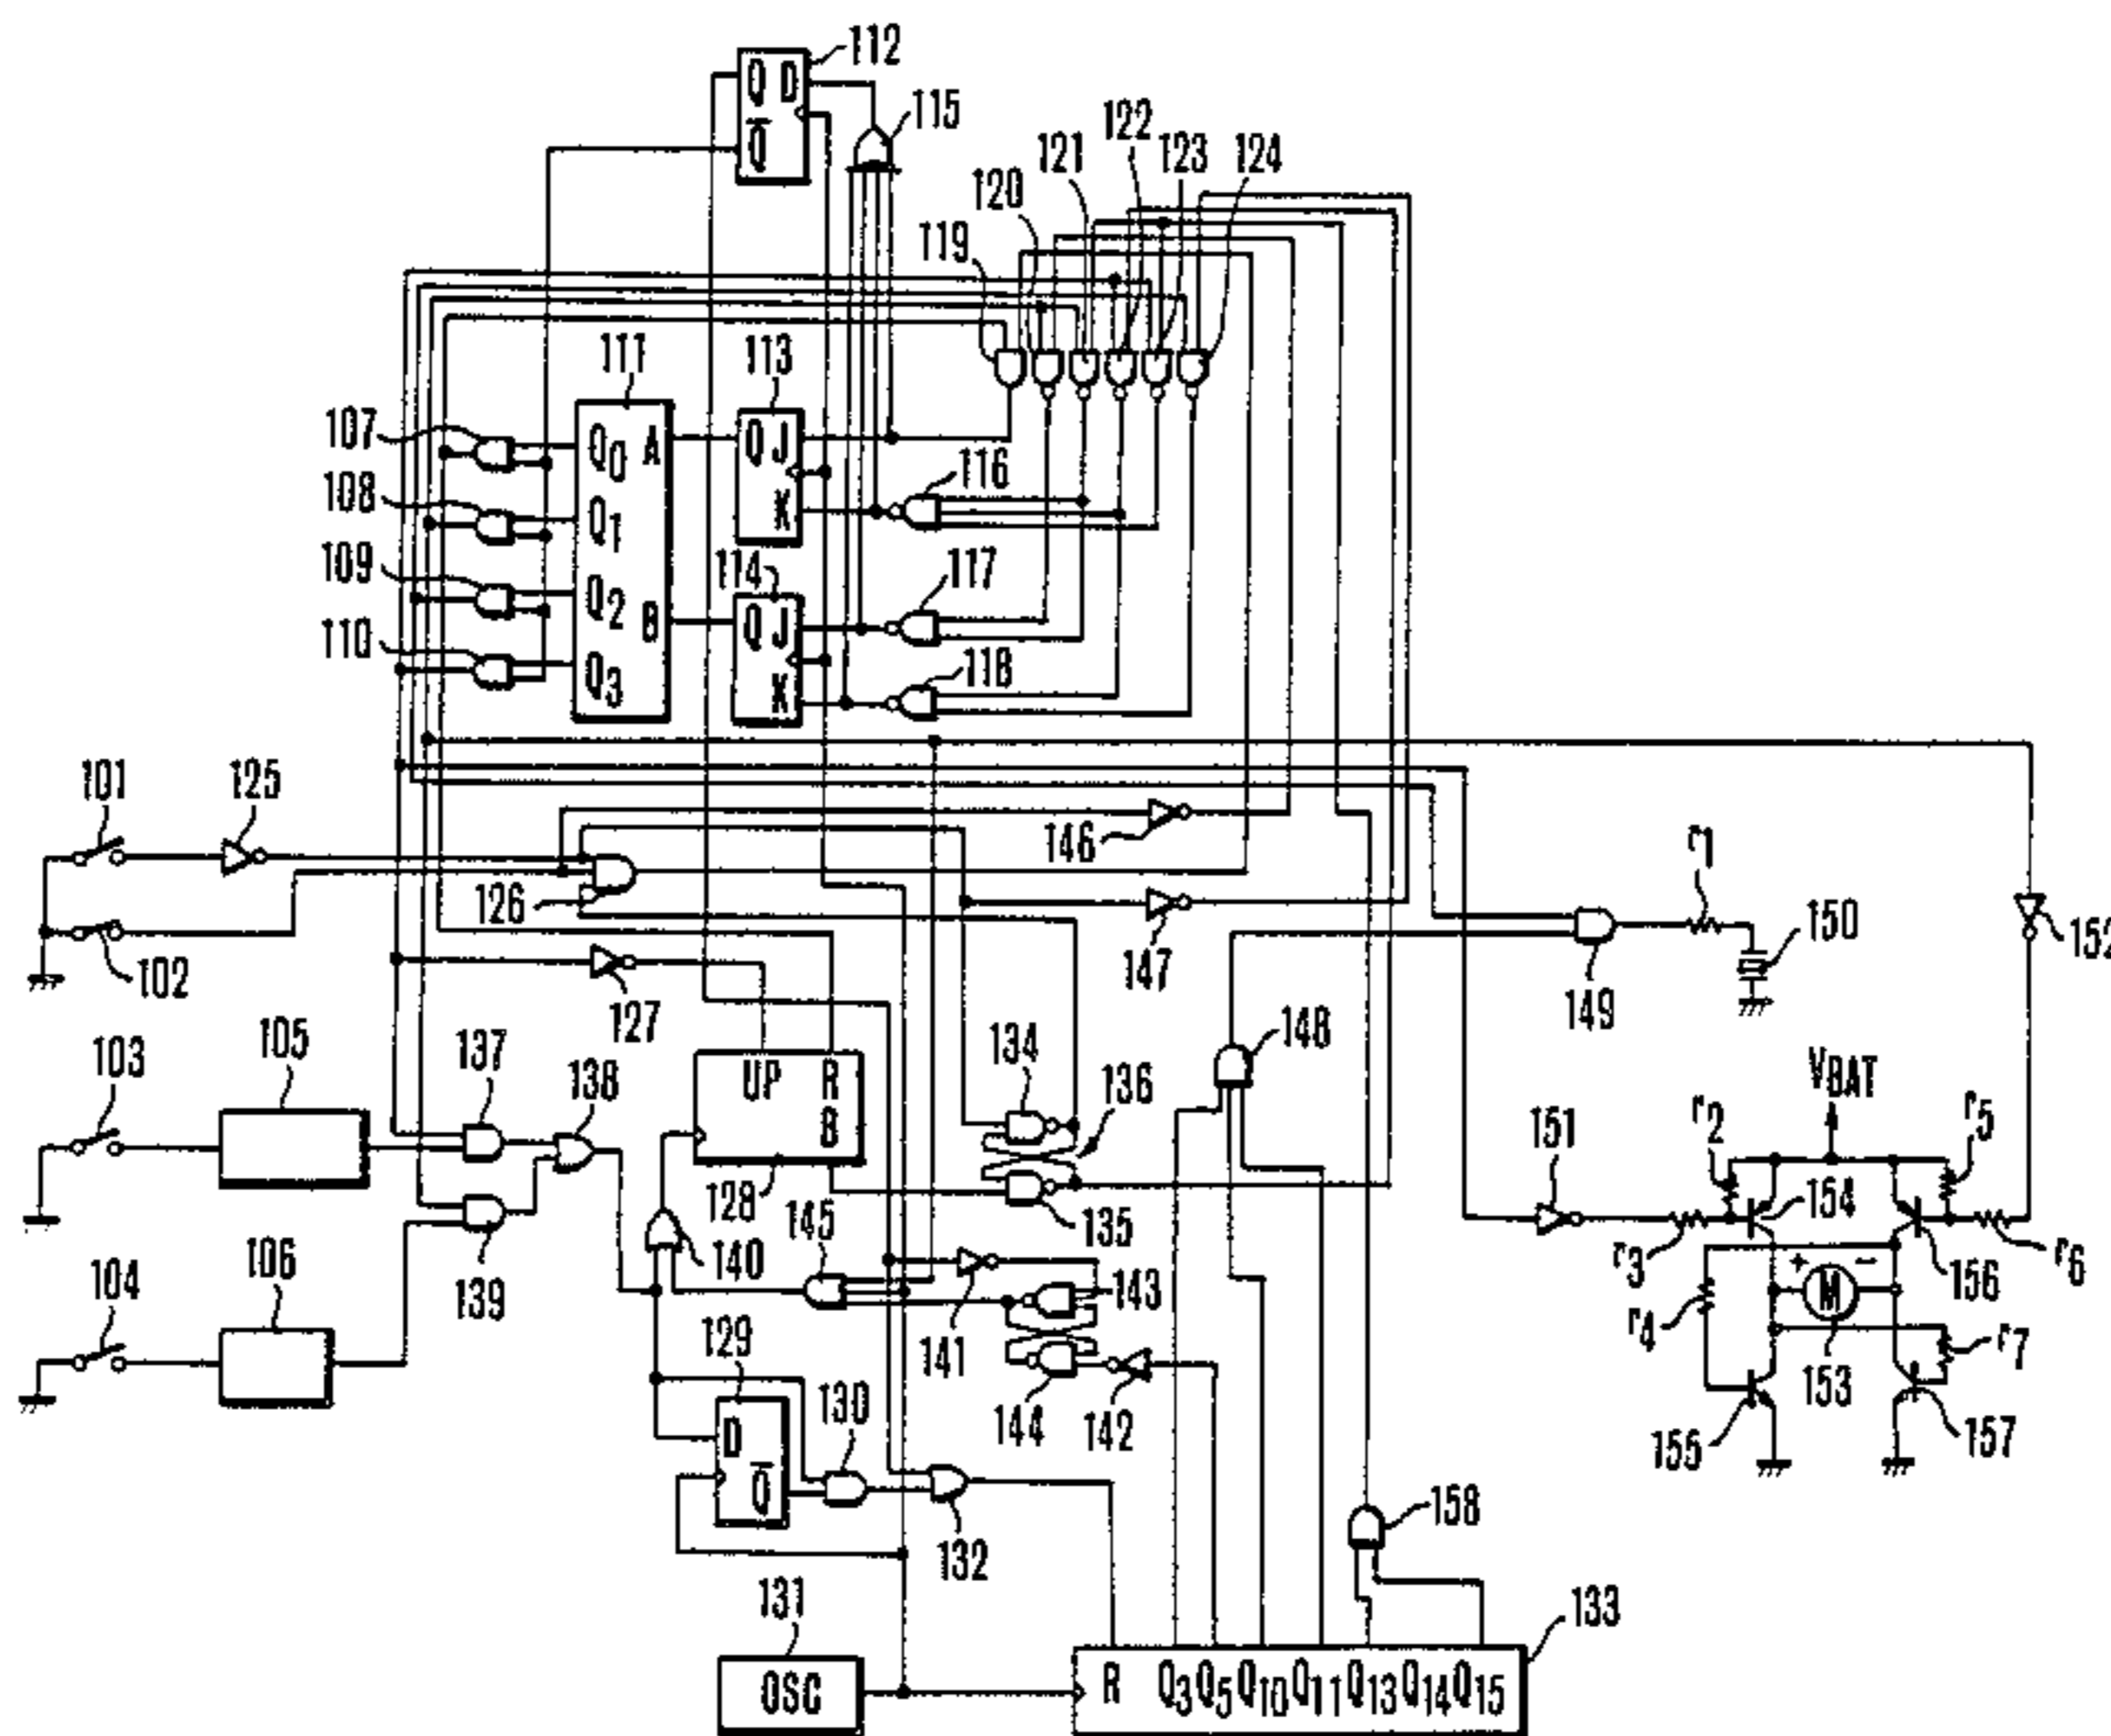 112
Q D
Q̅
115
122
121
123
124
120
119
111
113
107
Q0 A
Q J
116
108
Q1
K
109
114
117
Q2
B
Q J
110
118
Q3
K
101
125
146
r1
126
102
147
150
152
127
149
103
105
137
138
134
148
UP R
136
VBAT
B
r2
r5
151
128
145
135
154
104
106
140
r3
+ −
156
r6
139
143
M
r4
129
141
r7
130
153
D
144
142
155
157
Q̅
158
132
131
133
OSC
R Q3 Q5 Q10 Q11 Q13 Q14 Q15